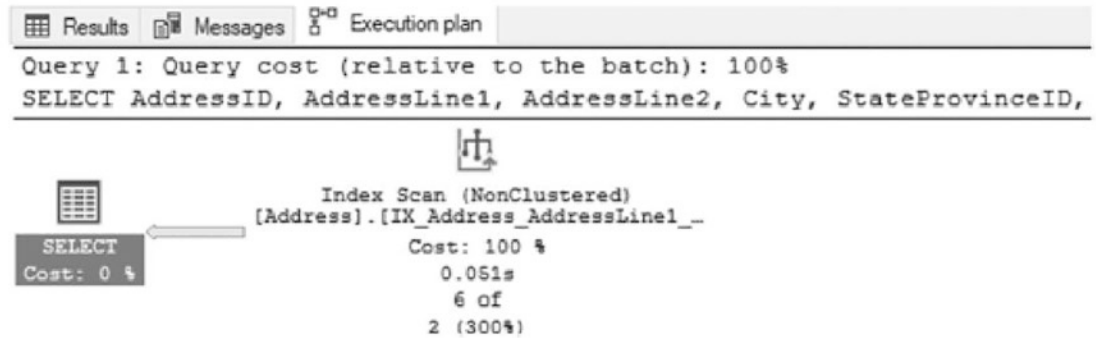 Results Messages Execution plan
Query 1: Query cost (relative to the batch): 100%
SELECT AddressID, AddressLine1, AddressLine2, City, StateProvinceID,
Index Scan (NonClustered)
[Address].[IX_Address_AddressLine1_…
SELECT
Cost: 0 %
Cost: 100 %
0.051s
6 of
2 (300%)